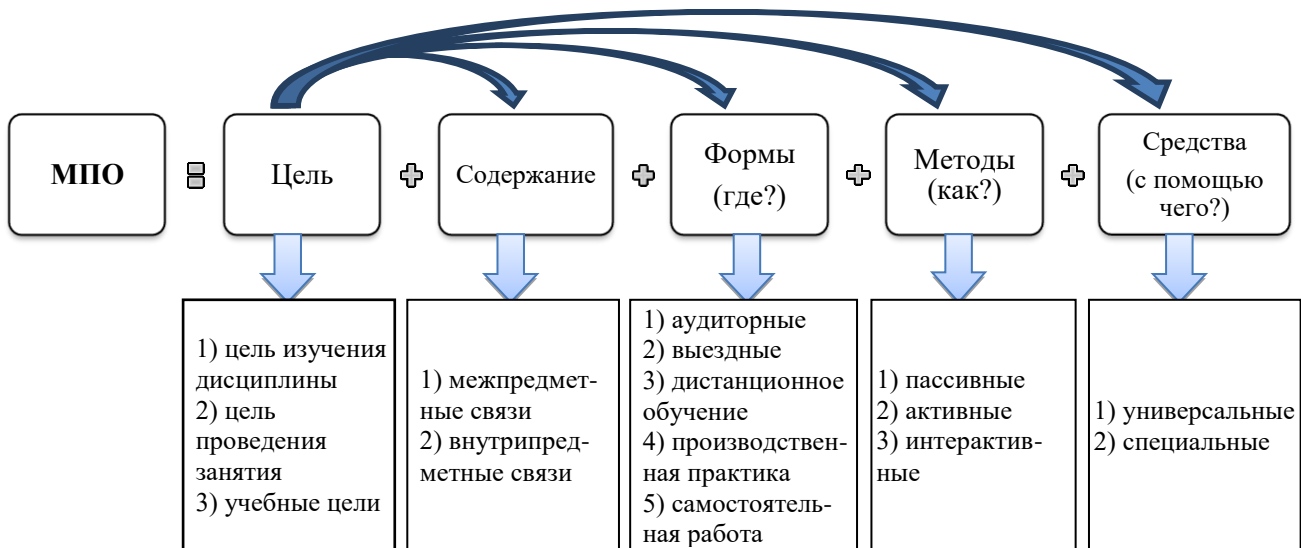 МПО
Цель
Содержание
Формы
(где?)
Методы
(как?)
Средства
(с помощью
чего?)
1) цель изучения
дисциплины
2) цель
проведения
занятия
3) учебные цели
1) межпредмет-
ные связи
2) внутрипред-
метные связи
1) аудиторные
2) выездные
3) дистанционное
обучение
4) производствен-
ная практика
5) самостоятель-
ная работа
1) пассивные
2) активные
3) интерактив-
ные
1) универсальные
2) специальные